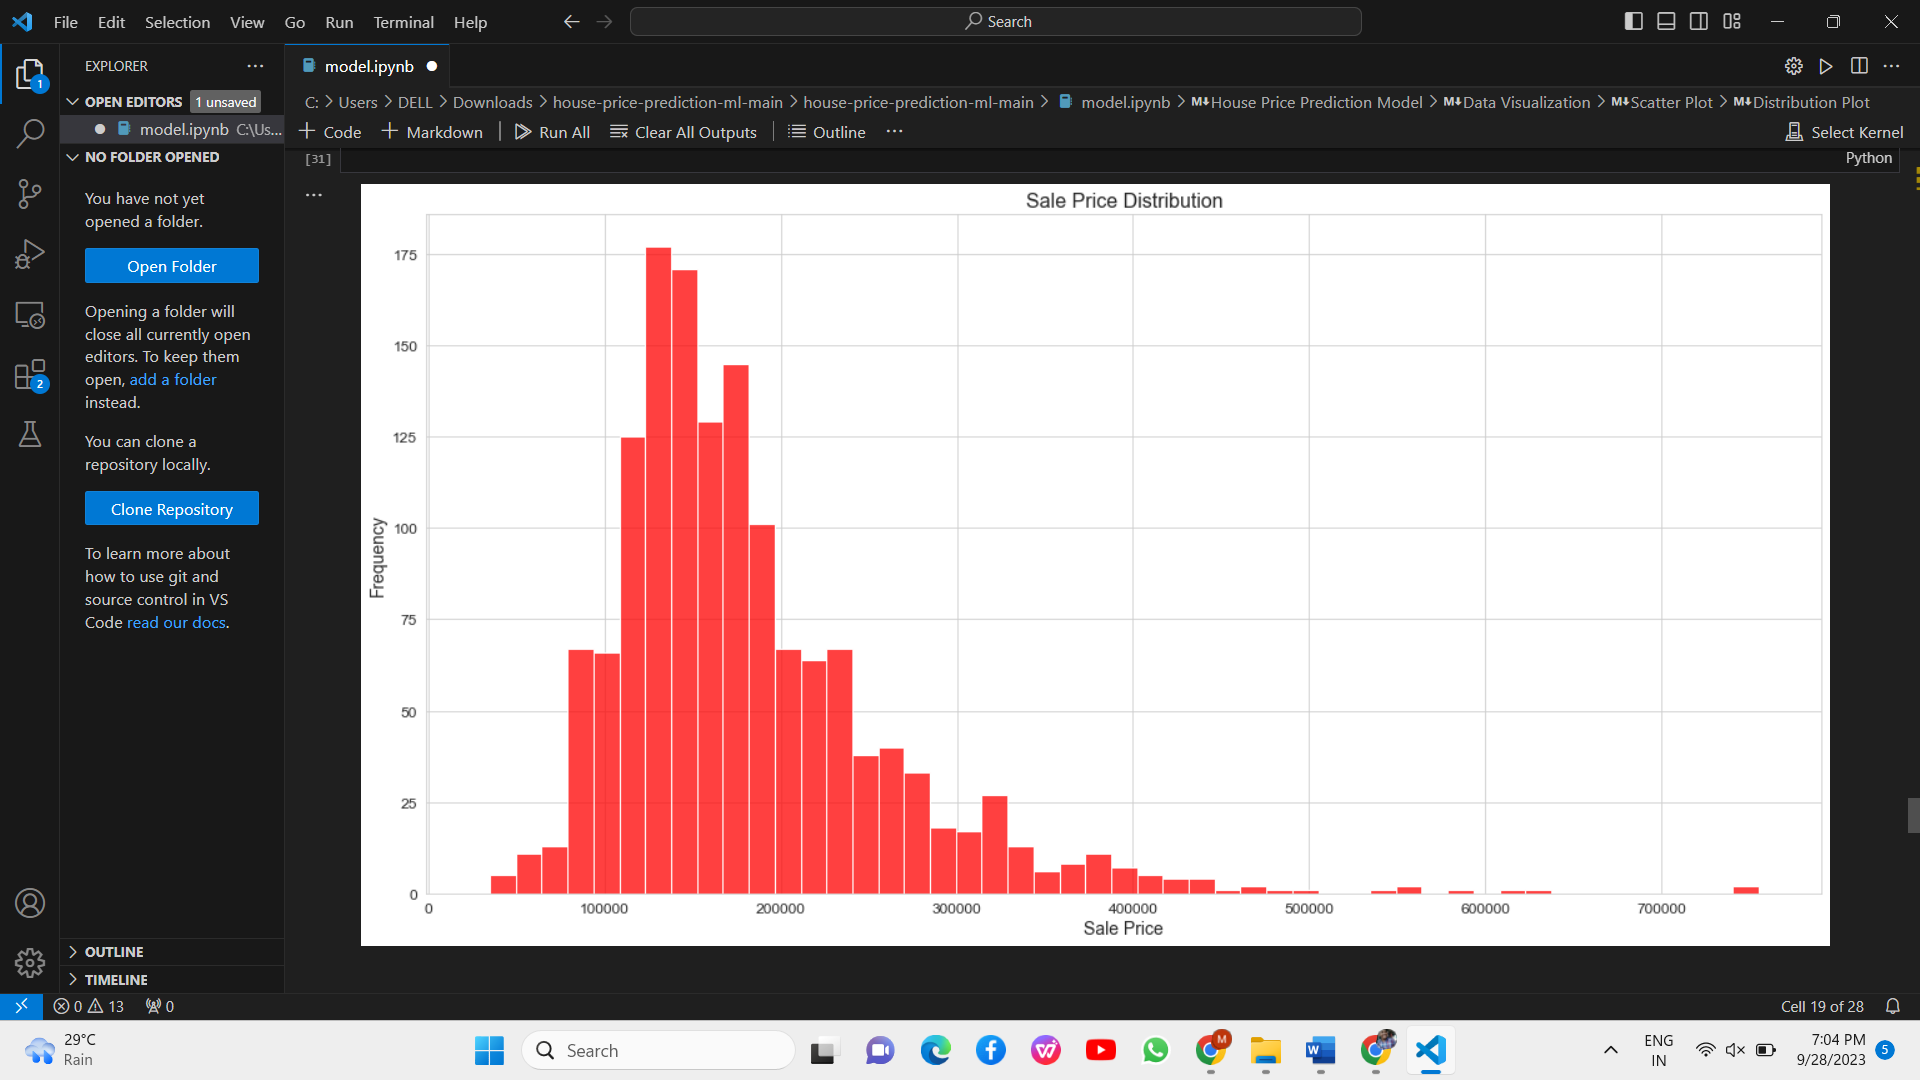 File Edit Selection View Go Run Terminal Help
Search
EXPLORER
OPEN EDITORS 1 unsaved
model.ipynb C:\Us...
NO FOLDER OPENED
You have not yet
opened a folder.
Open Folder
Opening a folder will
close all currently open
editors. To keep them
open, add a folder
instead.
You can clone a
repository locally.
Clone Repository
To learn more about
how to use git and
source control in VS
Code read our docs.
OUTLINE
TIMELINE
1
2
model.ipynb
C: > Users > DELL > Downloads > house-price-prediction-ml-main > house-price-prediction-ml-main > model.ipynb > M↓House Price Prediction Model > M↓Data Visualization > M↓Scatter Plot > M↓Distribution Plot
+ Code + Markdown Run All Clear All Outputs Outline ... Select Kernel
[31] Python
Sale Price Distribution
175
150
125
100
75
50
25
0
Frequency
0 100000 200000 300000 400000 500000 600000 700000
Sale Price
0 13 0 Cell 19 of 28
29°C
Rain
Search
M
W
ENG
IN
7:04 PM
9/28/2023
5